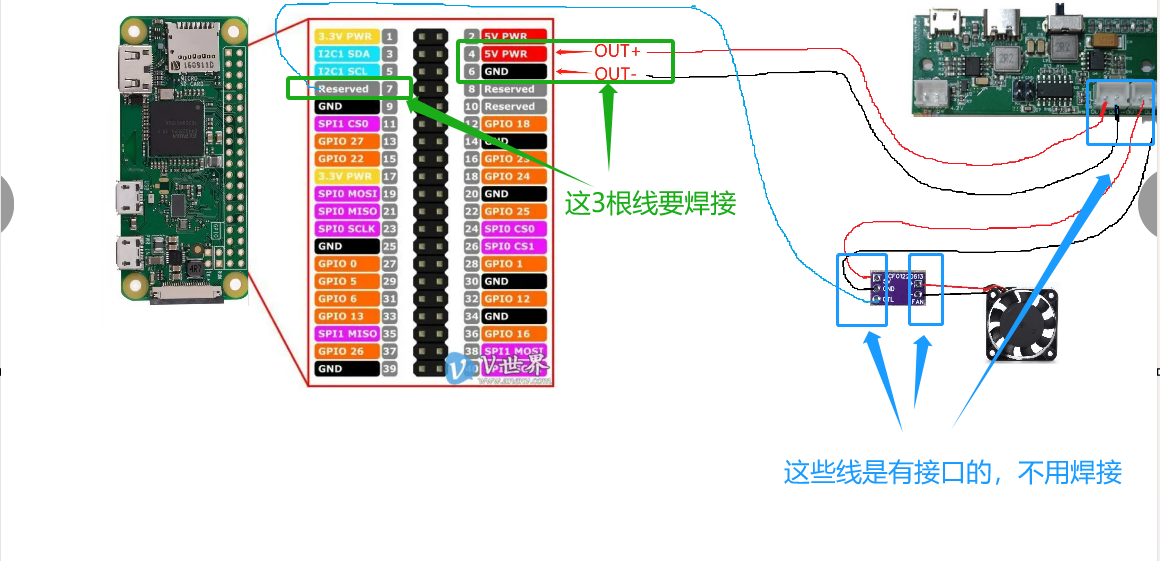 3.3V PWR 1 2 5V PWR
I2C1 SDA 3 4 5V PWR OUT+
I2C1 SCL 5 6 GND OUT-
Reserved 7 8 Reserved
GND 9 10 Reserved
SPI1 CS0 11 12 GPIO 18
GPIO 27 13 14 GND
GPIO 22 15 16 GPIO 23
3.3V PWR 17 18 GPIO 24
SPI0 MOSI 19 20 GND
SPI0 MISO 21 22 GPIO 25
SPI0 SCLK 23 24 GPIO CS0
GND 25 26 SPI0 CS1
GPIO 0 27 28 GPIO 1
GPIO 5 29 30 GND
GPIO 6 31 32 GPIO 12
GPIO 13 33 34 GND
SPI1 MISO 35 36 GPIO 16
GPIO 26 37 38 SPI1 MOSI
GND 39 40
V-世界
这3根线要焊接
GND
FAN
这些线是有接口的，不用焊接